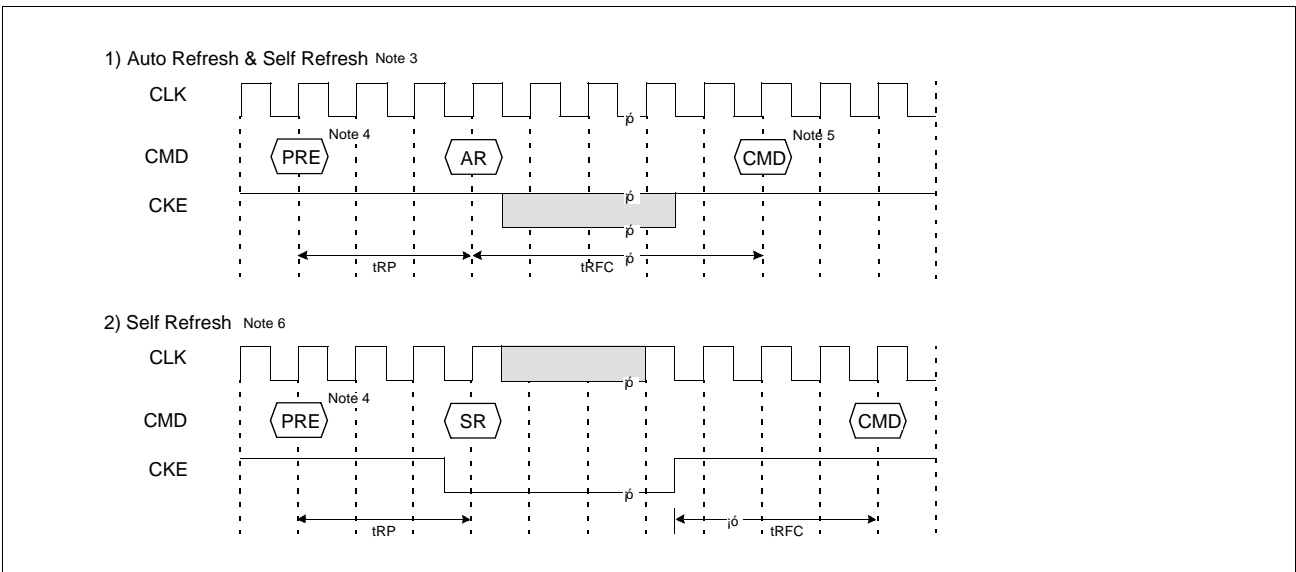 1) Auto Refresh & Self Refresh Note 3
CLK
¡ó
Note 4
Note 5
CMD
PRE
AR
CMD
CKE
¡ó
¡ó
tRP
tRFC
¡ó
2) Self Refresh Note 6
CLK
¡ó
Note 4
CMD
PRE
SR
CMD
CKE
¡ó
tRP
¡ó
tRFC